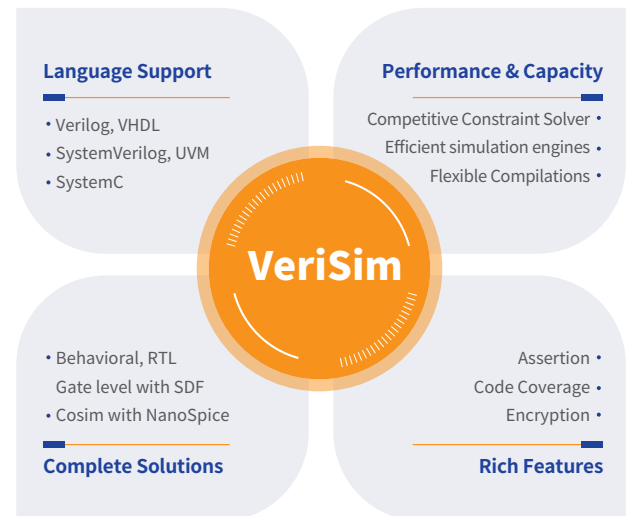 Language Support
• Verilog, VHDL
• SystemVerilog, UVM
• SystemC
Performance & Capacity
Competitive Constraint Solver •
Efficient simulation engines •
Flexible Compilations •
VeriSim
• Behavioral, RTL
Gate level with SDF
• Cosim with NanoSpice
Complete Solutions
Assertion •
Code Coverage •
Encryption •
Rich Features